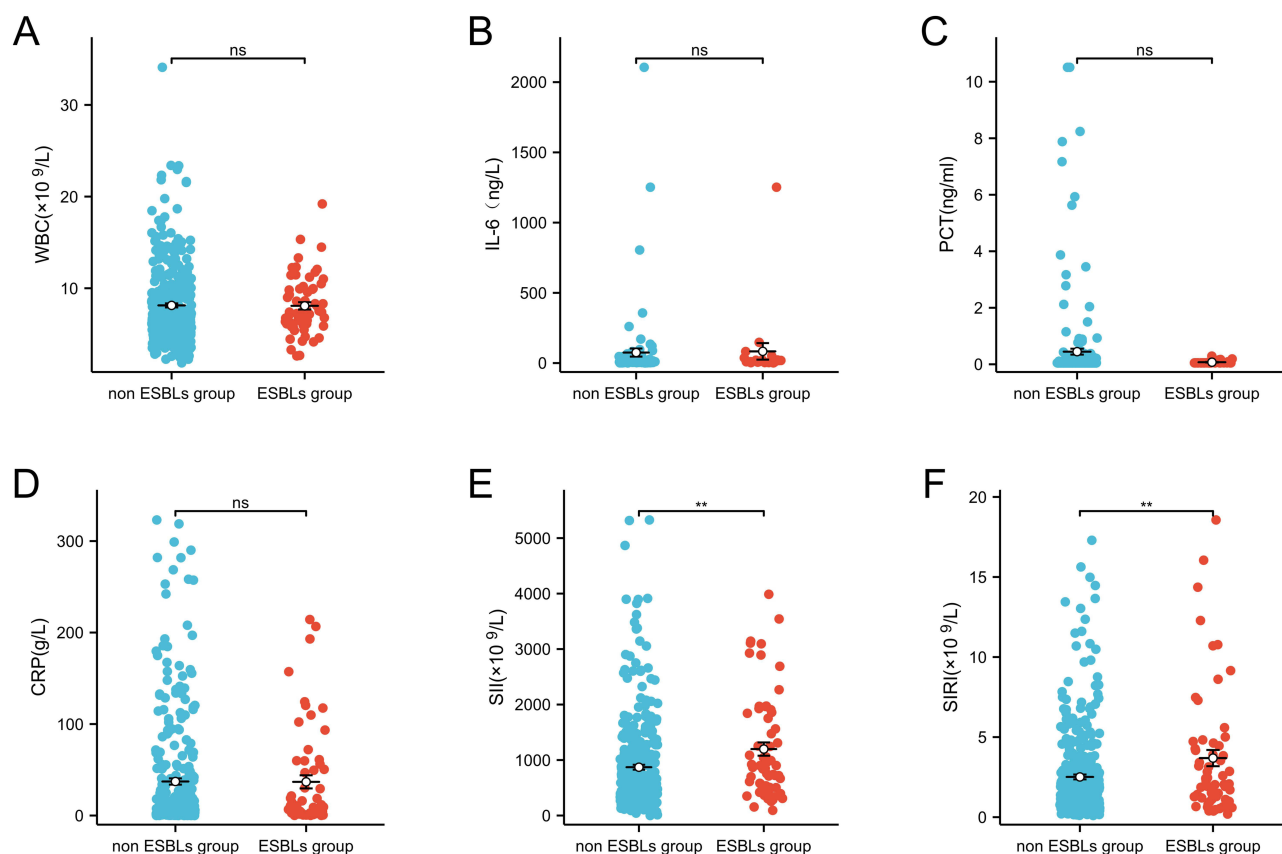 A
ns
WBC(×10 9/L)
30
20
10
non ESBLs group
ESBLs group
B
ns
IL-6（ng/L)
2000
1500
1000
500
0
non ESBLs group
ESBLs group
C
ns
PCT(ng/ml)
10
8
6
4
2
0
non ESBLs group
ESBLs group
D
ns
CRP(g/L)
300
200
100
0
non ESBLs group
ESBLs group
E
**
SII(×10 9/L)
5000
4000
3000
2000
1000
0
non ESBLs group
ESBLs group
F
**
SIRI(×10 9/L)
20
15
10
5
0
non ESBLs group
ESBLs group